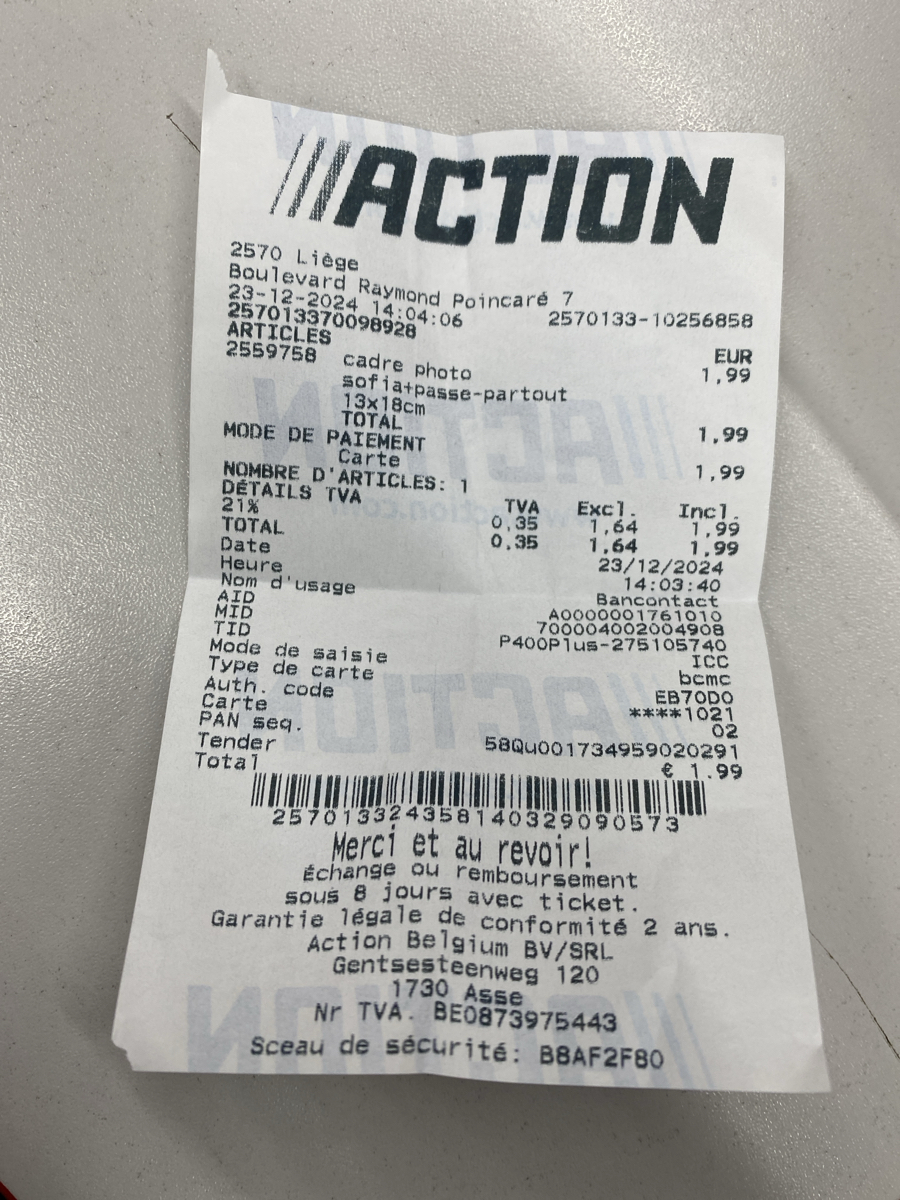 ///ACTION
2570 Liège
Boulevard Raymond Poincaré 7
23-12-2024 14:04:06 2570133-10256858
257013370098928
ARTICLES EUR
2559758 cadre photo 1,99
sofia+passe-partout
13x18cm
TOTAL 1,99
MODE DE PAIEMENT
Carte 1,99
NOMBRE D'ARTICLES: 1
DÉTAILS TVA TVA Excl. Incl.
21% 0,35 1,64 1,99
TOTAL 0,35 1,64 1,99
Date 23/12/2024
Heure 14:03:40
Nom d'usage Bancontact
AID A0000001761010
MID 700004002004908
TID P400Plus-275105740
Mode de saisie ICC
Type de carte bcmc
Auth. code EB70D0
Carte ****1021
PAN seq. 02
Tender 58Qu001734959020291
Total € 1.99
257013324358140329090573
Merci et au revoir!
Échange ou remboursement
sous 8 jours avec ticket.
Garantie légale de conformité 2 ans.
Action Belgium BV/SRL
Gentsesteenweg 120
1730 Asse
Nr TVA. BE0873975443
Sceau de sécurité: B8AF2F80